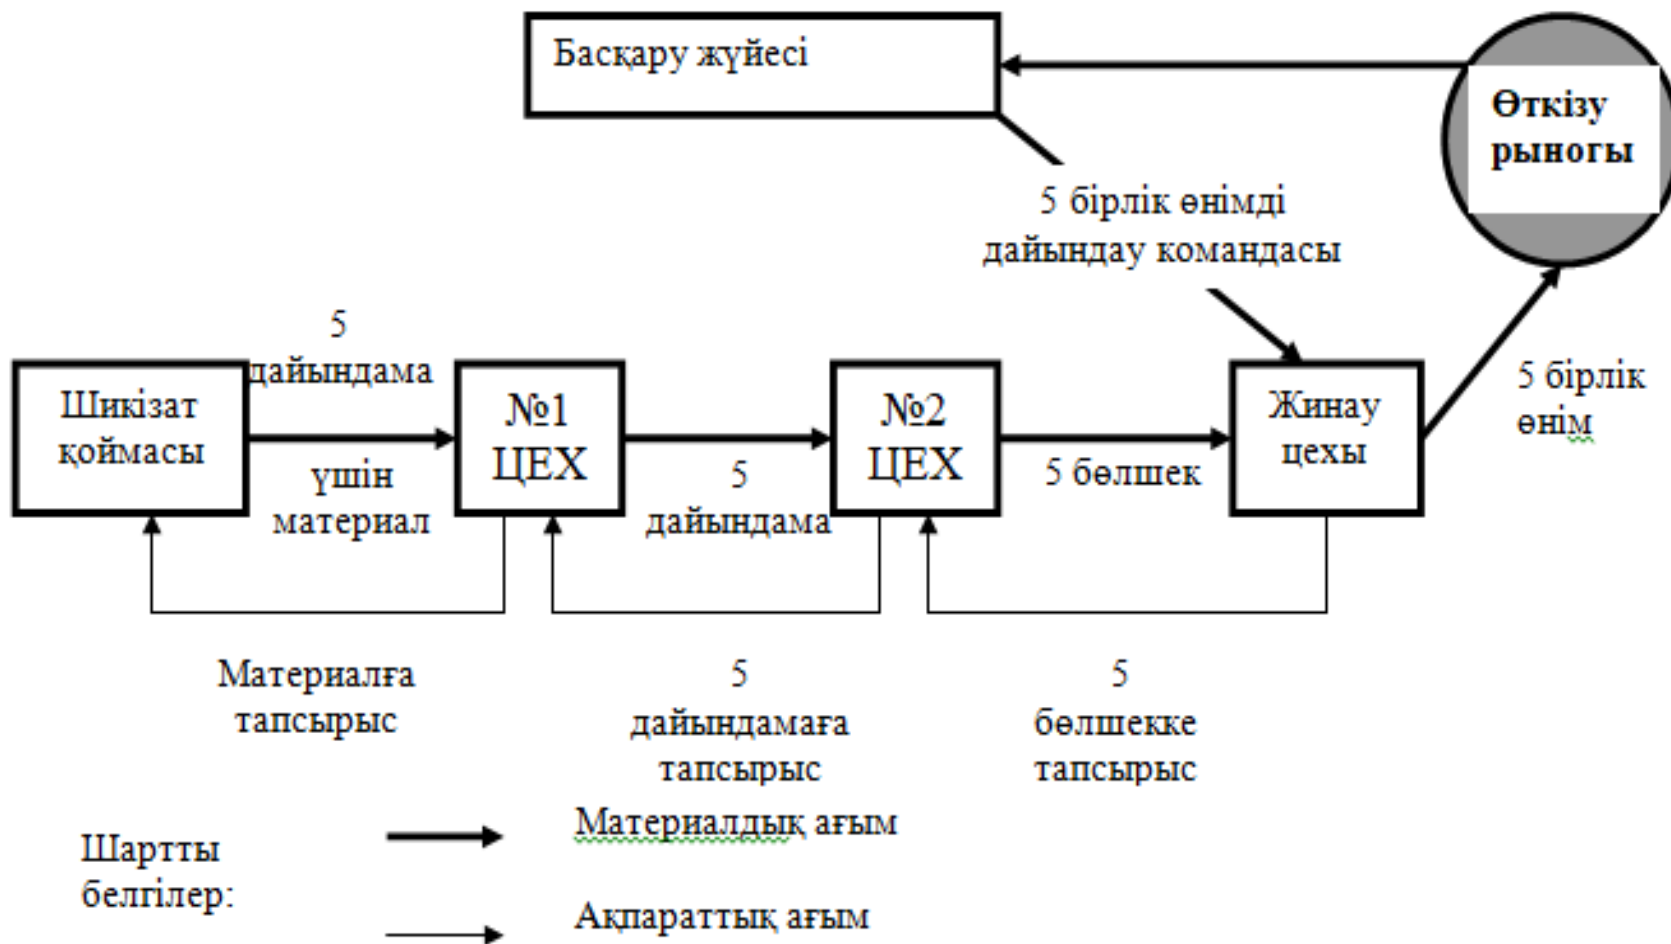 Басқару жүйесі
Өткізу
рыногы
5 бірлік өнімді
дайындау командасы
5
дайындама
үшін
материал
Шикізат
қоймасы
№1
ЦЕХ
5
дайындама
№2
ЦЕХ
5 бөлшек
Жинау
цехы
5 бірлік
өнім
Материалға
тапсырыс
5
дайындамаға
тапсырыс
5
бөлшекке
тапсырыс
Шартты
белгілер:
Материалдық ағым
Ақпараттық ағым